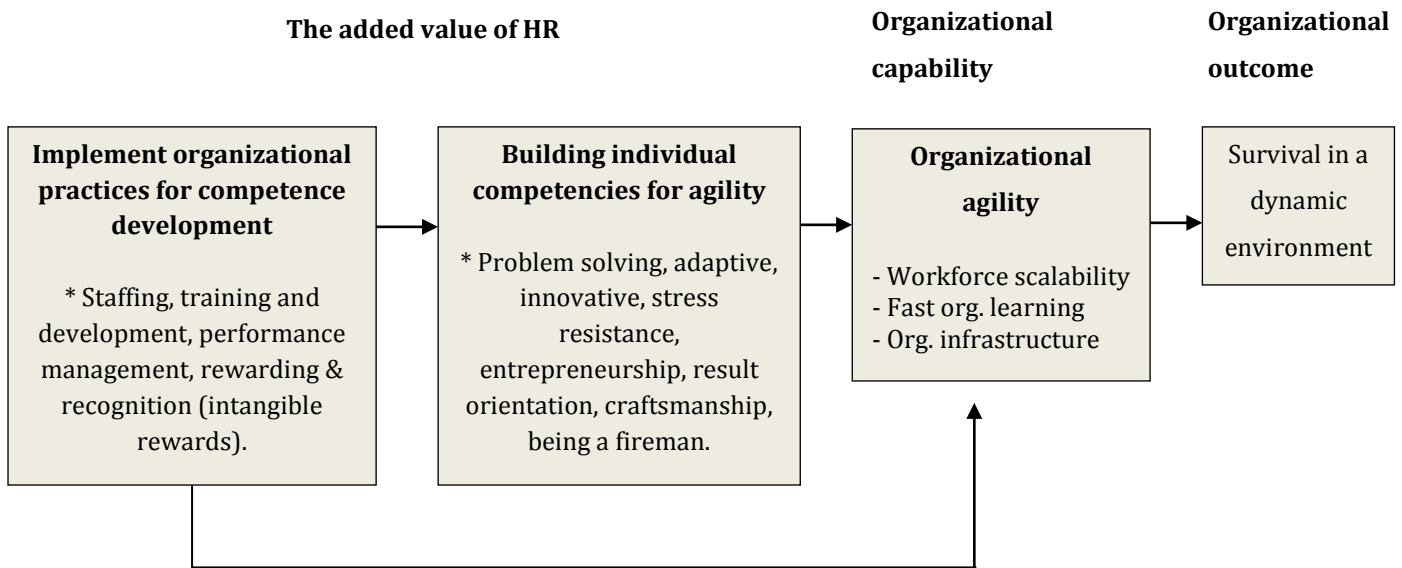 The added value of HR
Organizational
capability
Organizational
outcome
Implement organizational
practices for competence
development
* Staffing, training and
development, performance
management, rewarding &
recognition (intangible
rewards).
Building individual
competencies for agility
* Problem solving, adaptive,
innovative, stress
resistance,
entrepreneurship, result
orientation, craftsmanship,
being a fireman.
Organizational
agility
- Workforce scalability
- Fast org. learning
- Org. infrastructure
Survival in a
dynamic
environment